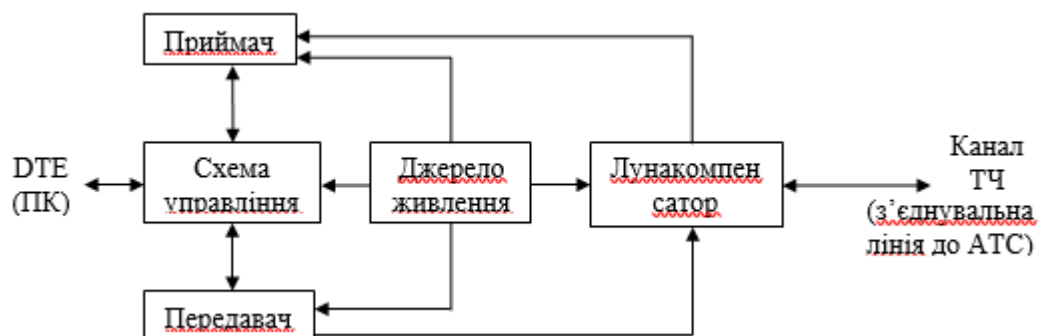 Приймач
DTE
(ПК)
Схема
управління
Джерело
живлення
Лунакомпен
сатор
Канал
ТЧ
(з’єднувальна
лінія до АТС)
Передавач